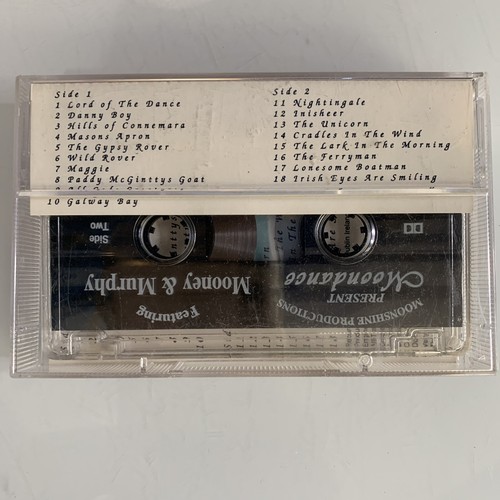 Side 1
1 Lord of The Dance
2 Danny Boy
3 Hills of Connemara
4 Masons Apron
5 The Gypsy Rover
6 Wild Rover
7 Maggie
8 Paddy McGinttys Goat
10 Galway Bay
Side 2
11 Nightingale
12 Inisheer
13 The Unicorn
14 Cradles In The Wind
15 The Lark In The Morning
16 The Ferryman
17 Lonesome Boatman
18 Irish Eyes Are Smiling
MOONSHINE PRODUCTIONS
PRESENT
Moondance
Featuring
Mooney & Murphy
Side
Two